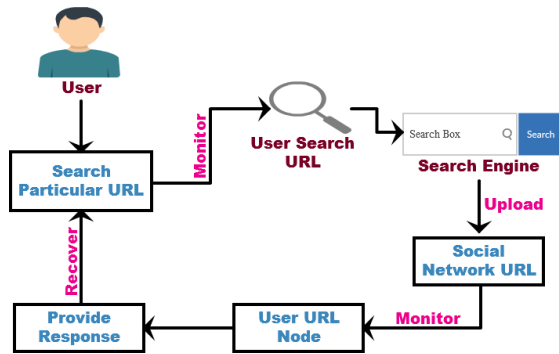 User
Search
Particular URL
Monitor
User Search
URL
Search Box
Search
Search Engine
Upload
Social
Network URL
Monitor
User URL
Node
Provide
Response
Recover